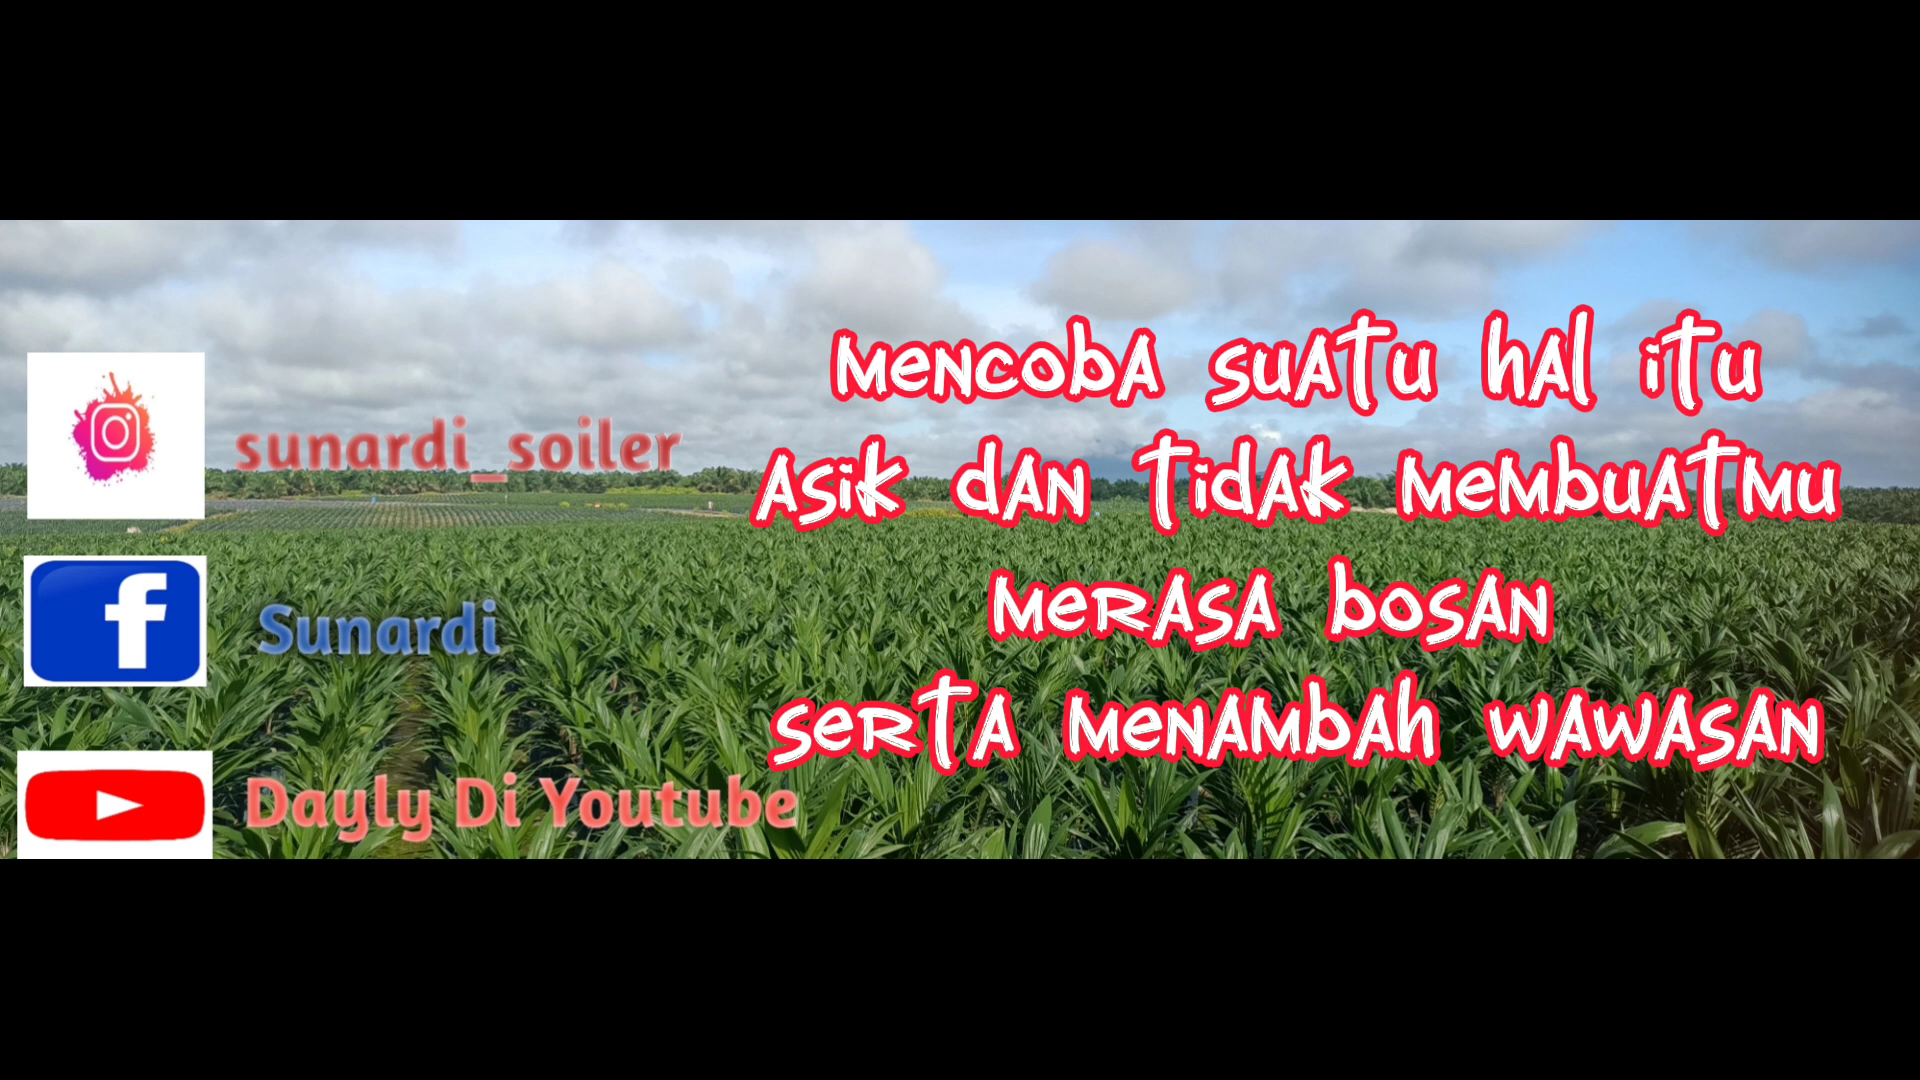 sunardi_soiler
Sunardi
Dayly Di Youtube
mencoba suatu hal itu
asik dan tidak membuatmu
merasa bosan
serta menambah wawasan